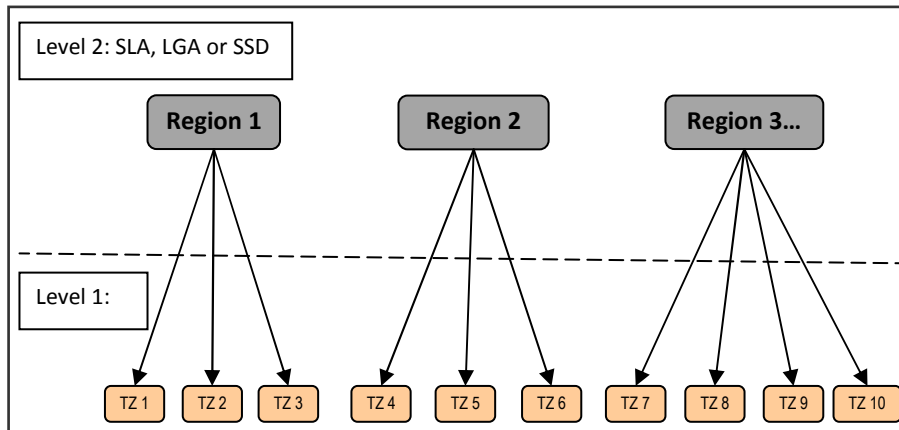 Level 2: SLA, LGA or SSD
Region 1
Region 2
Region 3...
Level 1:
TZ 1
TZ 2
TZ 3
TZ 4
TZ 5
TZ 6
TZ 7
TZ 8
TZ 9
TZ 10